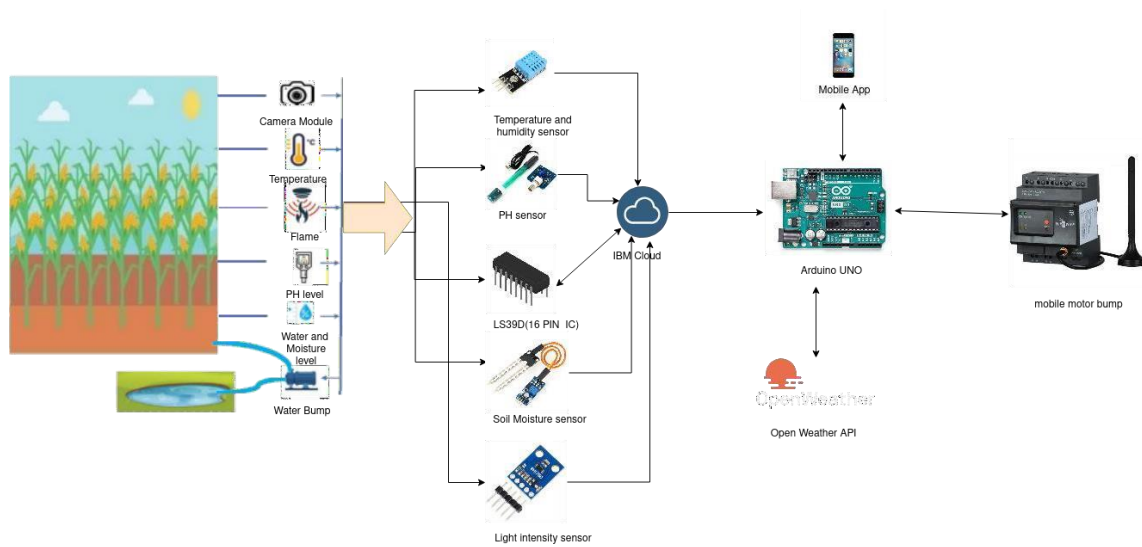 Camera Module
°C
Temperature
Flame
PH level
Water and
Moisture
level
Water Bump
Temperature and
humidity sensor
PH sensor
LS39D(16 PIN  IC)
Soil Moisture sensor
Light intensity sensor
IBM Cloud
Mobile App
Arduino UNO
OpenWeather
Open Weather API
mobile motor bump